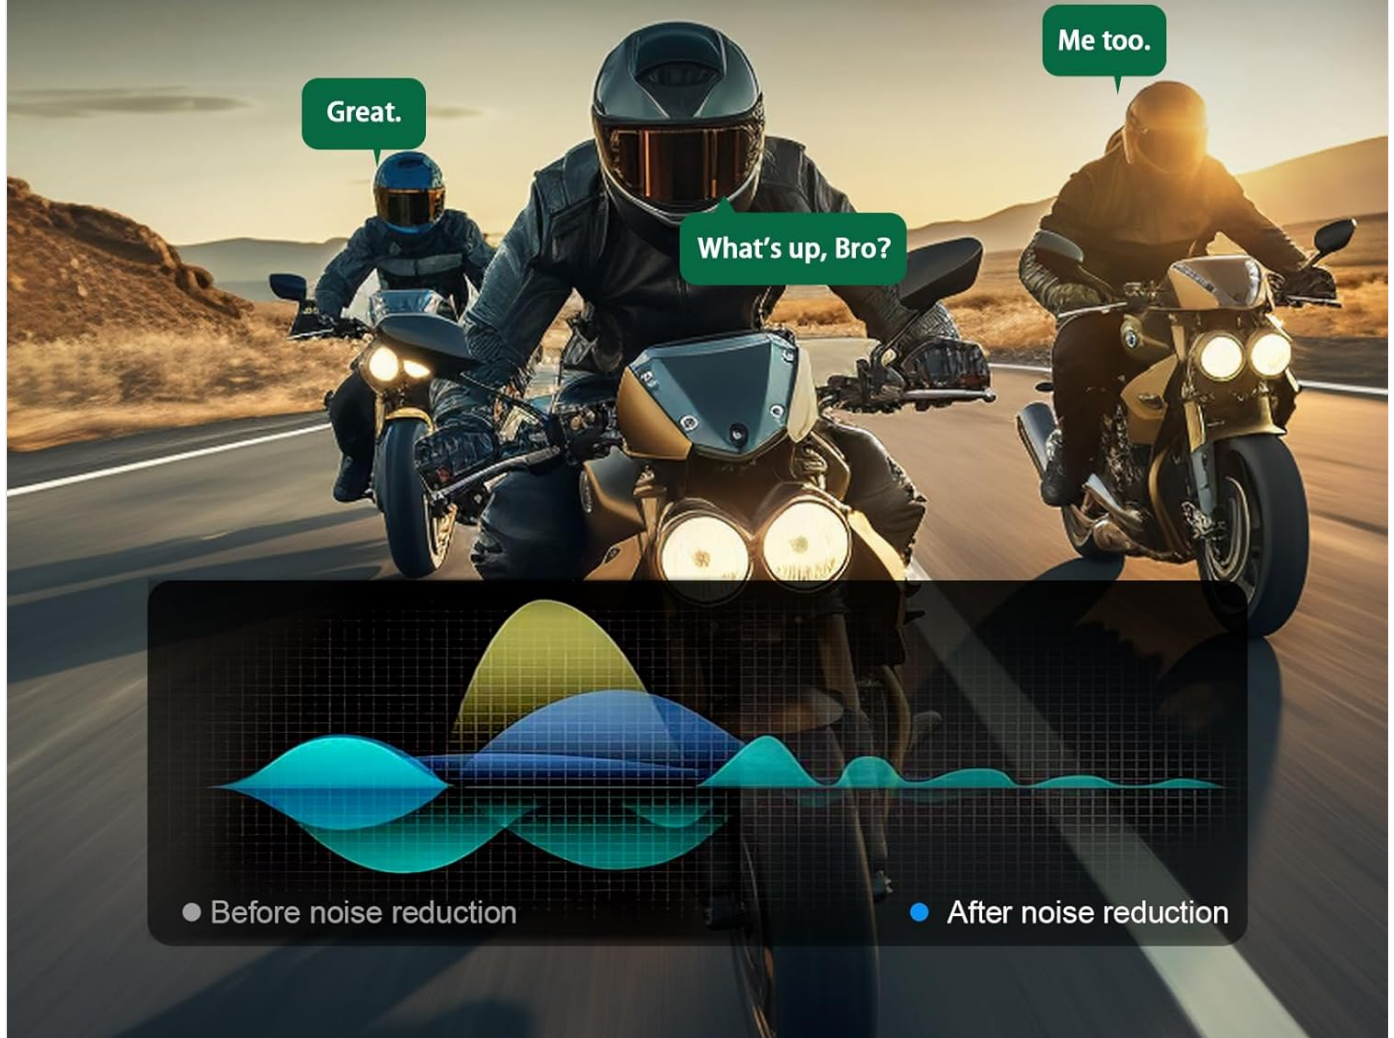 Me too.
Great.
What's up, Bro?
Before noise reduction
After noise reduction